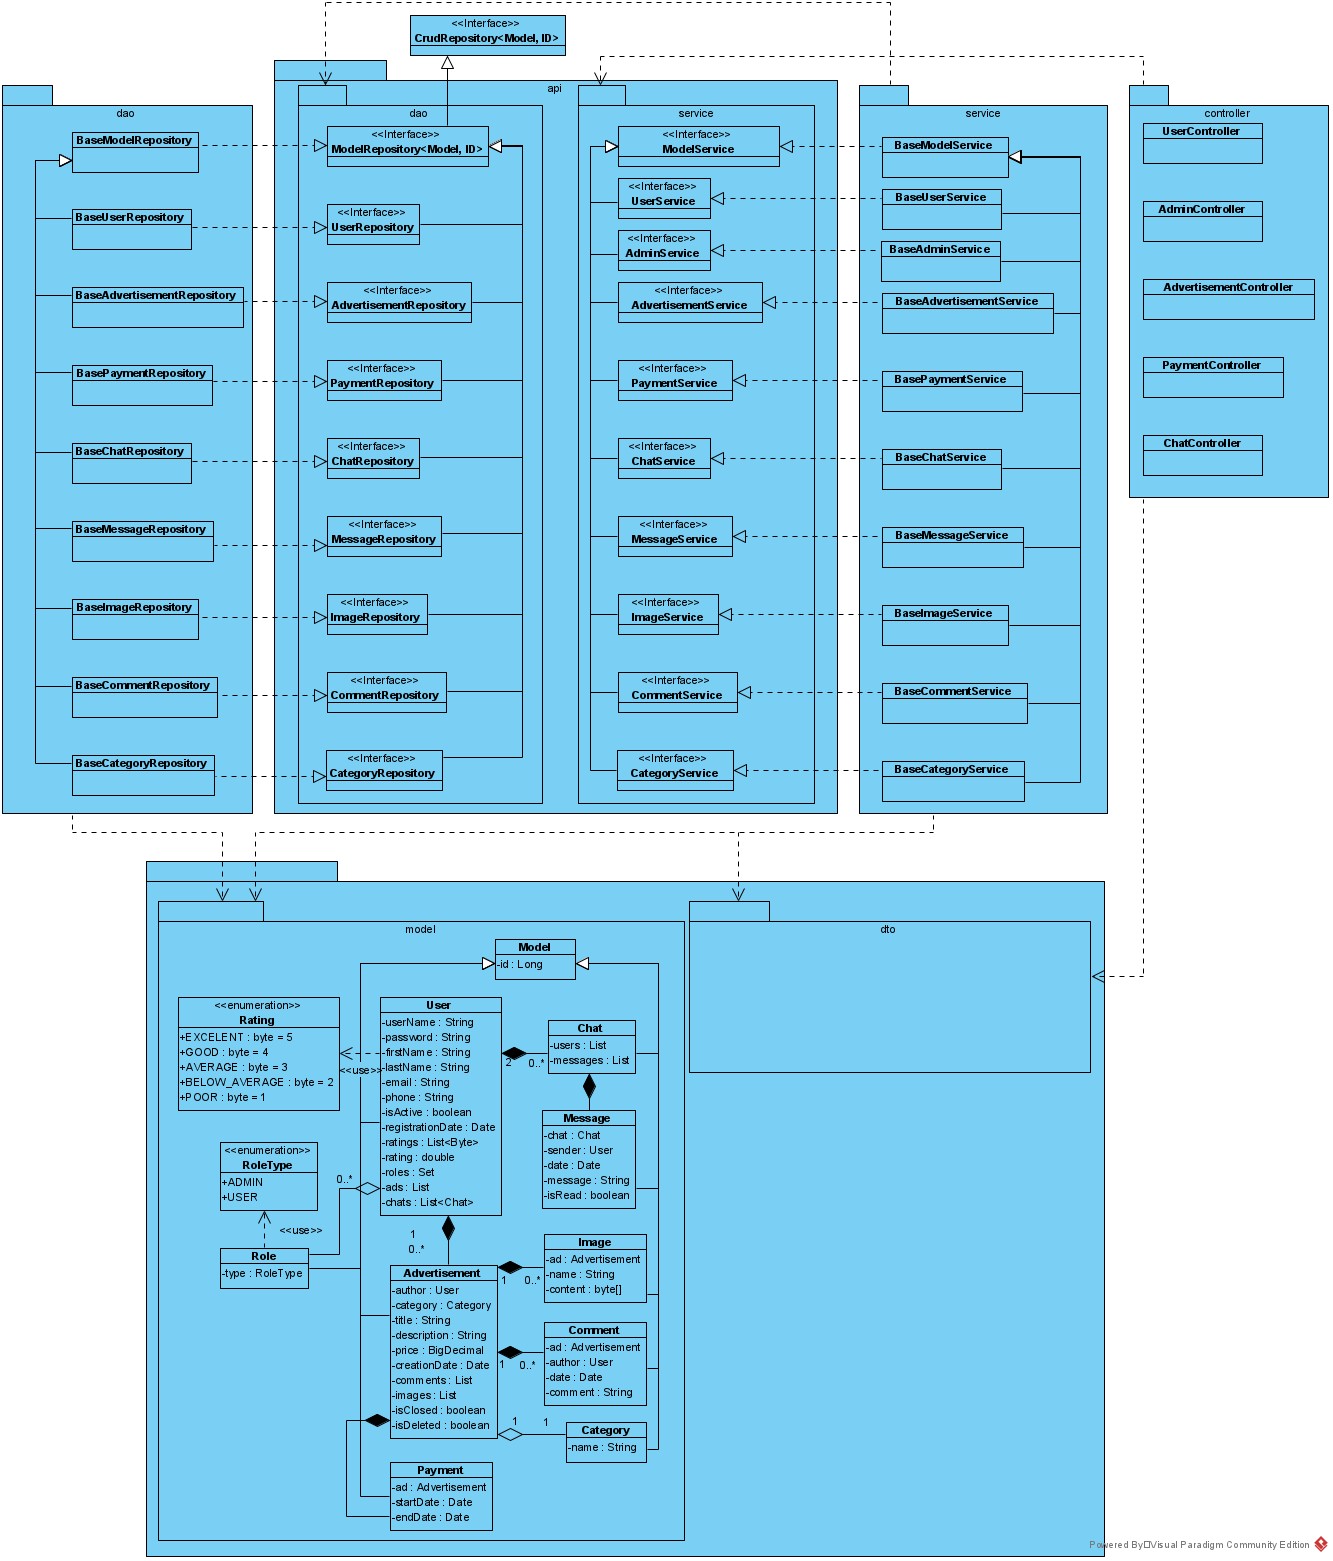 <<Interface>>
CrudRepository<Model, ID>
api
dao
BaseModelRepository
BaseUserRepository
BaseAdvertisementRepository
BasePaymentRepository
BaseChatRepository
BaseMessageRepository
BaseImageRepository
BaseCommentRepository
BaseCategoryRepository
dao
<<Interface>>
ModelRepository<Model, ID>
<<Interface>>
UserRepository
<<Interface>>
AdvertisementRepository
<<Interface>>
PaymentRepository
<<Interface>>
ChatRepository
<<Interface>>
MessageRepository
<<Interface>>
ImageRepository
<<Interface>>
CommentRepository
<<Interface>>
CategoryRepository
service
<<Interface>>
ModelService
<<Interface>>
UserService
<<Interface>>
AdminService
<<Interface>>
AdvertisementService
<<Interface>>
PaymentService
<<Interface>>
ChatService
<<Interface>>
MessageService
<<Interface>>
ImageService
<<Interface>>
CommentService
<<Interface>>
CategoryService
service
BaseModelService
BaseUserService
BaseAdminService
BaseAdvertisementService
BasePaymentService
BaseChatService
BaseMessageService
BaseImageService
BaseCommentService
BaseCategoryService
controller
UserController
AdminController
AdvertisementController
PaymentController
ChatController
model
Model
-id : Long
<<enumeration>>
Rating
+EXCELENT : byte = 5
+GOOD : byte = 4
+AVERAGE : byte = 3
+BELOW_AVERAGE : byte = 2
+POOR : byte = 1
<<use>>
User
-userName : String
-password : String
-firstName : String
-lastName : String
-email : String
-phone : String
-isActive : boolean
-registrationDate : Date
-ratings : List<Byte>
-rating : double
-roles : Set
-ads : List
-chats : List<Chat>
2
0..*
Chat
-users : List
-messages : List
Message
-chat : Chat
-sender : User
-date : Date
-message : String
-isRead : boolean
<<enumeration>>
RoleType
+ADMIN
+USER
0..*
<<use>>
Role
-type : RoleType
1
0..*
Advertisement
-author : User
-category : Category
-title : String
-description : String
-price : BigDecimal
-creationDate : Date
-comments : List
-images : List
-isClosed : boolean
-isDeleted : boolean
1
0..*
Image
-ad : Advertisement
-name : String
-content : byte[]
1
0..*
Comment
-ad : Advertisement
-author : User
-date : Date
-comment : String
1
1
Category
-name : String
Payment
-ad : Advertisement
-startDate : Date
-endDate : Date
dto
Powered By Visual Paradigm Community Edition